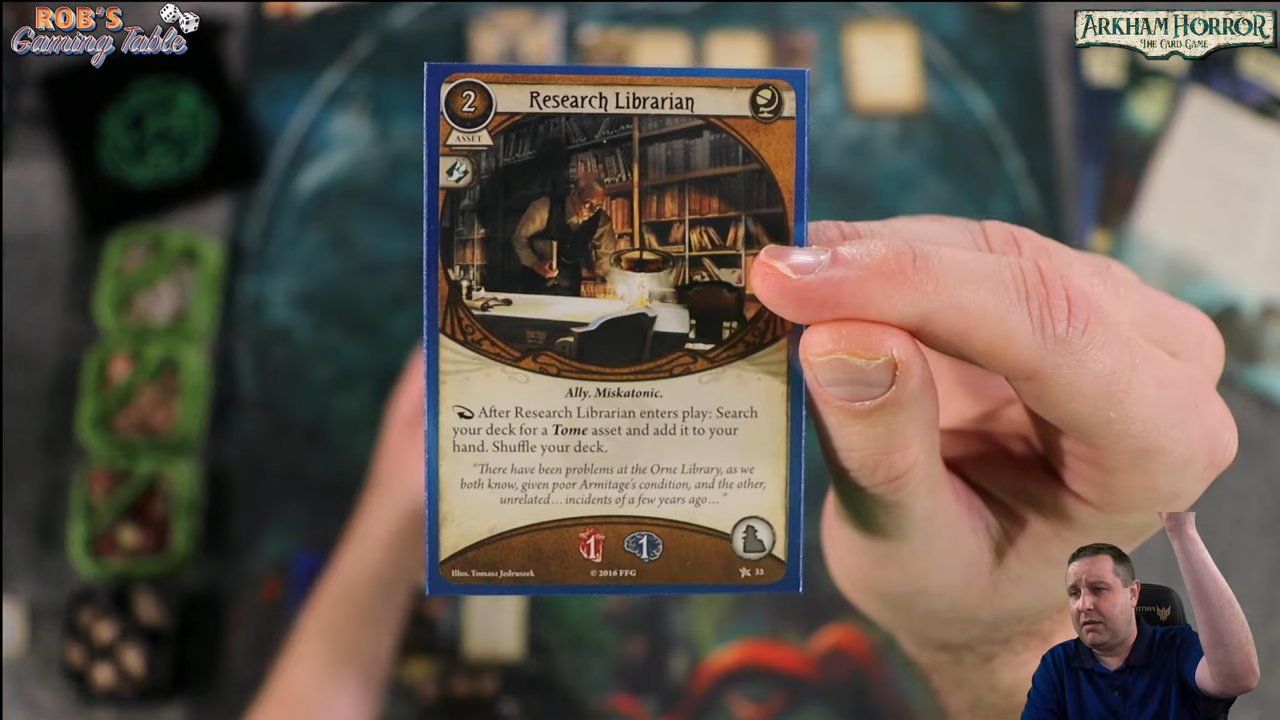 ROB'S
Gaming Table
ARKHAM HORROR
THE CARD GAME
2
Research Librarian
ASSET
Ally. Miskatonic.
After Research Librarian enters play: Search
your deck for a Tome asset and add it to your
hand. Shuffle your deck.
"There have been problems at the Orne Library, as we
both know, given poor Armitage's condition, and the other,
unrelated... incidents of a few years ago..."
1 1
Illus. Tomasz Jedruszek © 2016 FFG 32